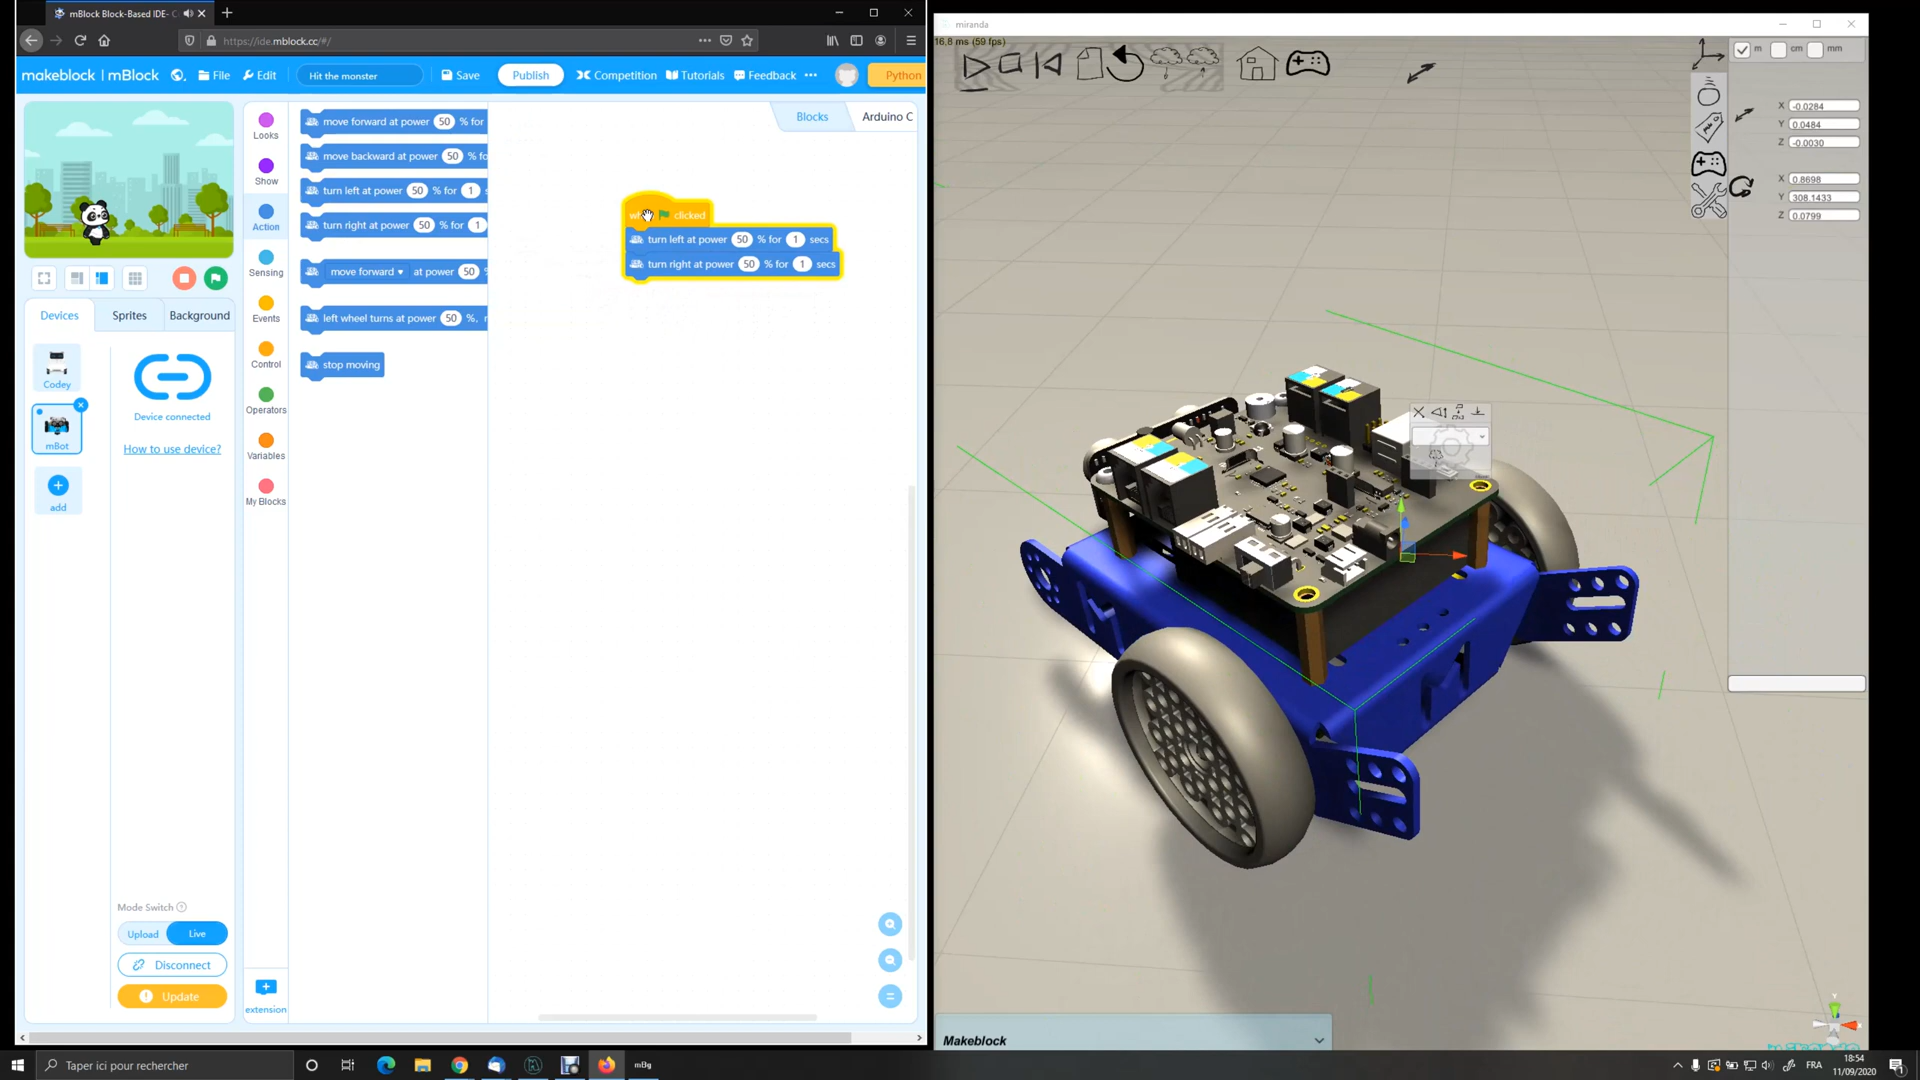 mBlock Block-Based IDE- C
https://ide.mblock.cc/#/
makeblock | mBlock
File
Edit
Hit the monster
Save
Publish
Competition
Tutorials
Feedback
Python
Looks
Show
Action
Sensing
Events
Control
Operators
Variables
My Blocks
extension
move forward at power 50 % for
move backward at power 50 % fo
turn left at power 50 % for 1 s
turn right at power 50 % for 1
move forward at power 50 %
left wheel turns at power 50 %, r
stop moving
Blocks
Arduino C
clicked
turn left at power 50 % for 1 secs
turn right at power 50 % for 1 secs
Devices
Sprites
Background
Codey
mBot
add
Device connected
How to use device?
Mode Switch
Upload
Live
Disconnect
Update
miranda
16,8 ms (59 fps)
m
cm
mm
X -0.0284
Y 0.0484
Z -0.0030
X 0.8698
Y 308.1433
Z 0.0799
Makeblock
Taper ici pour rechercher
mBg
FRA
18:54
11/09/2020